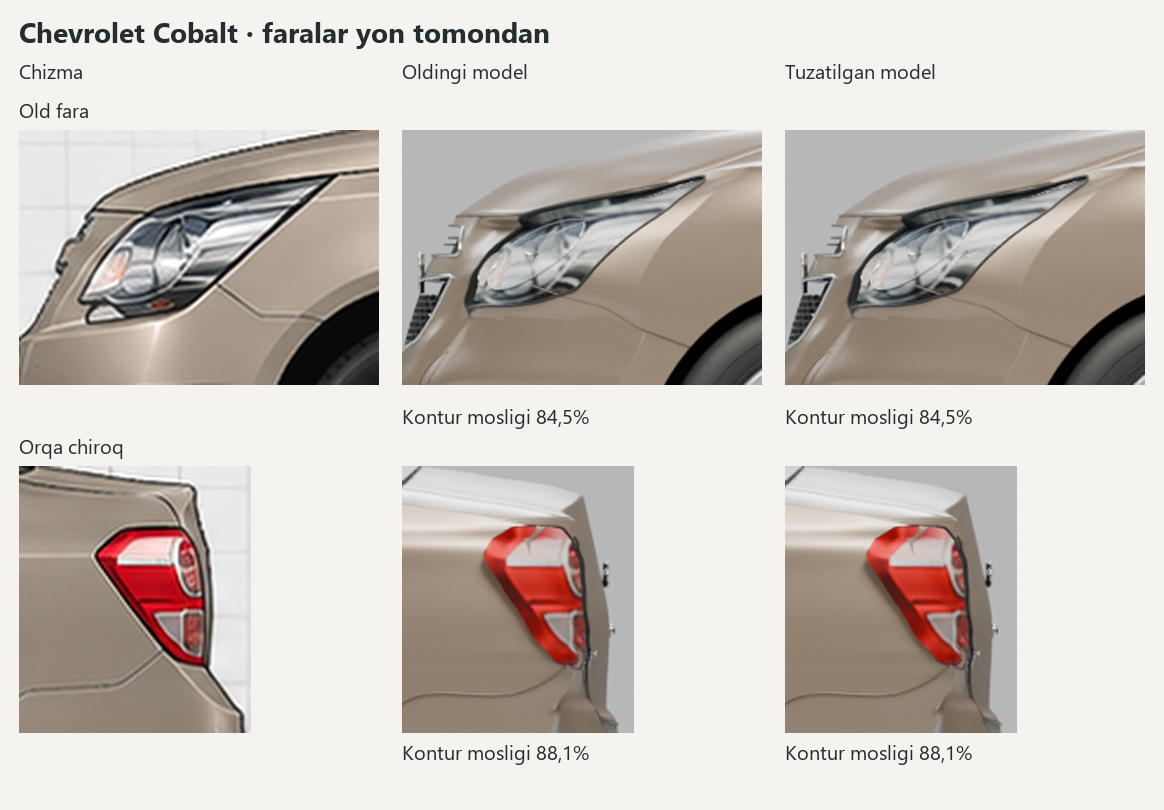 Chevrolet Cobalt · faralar yon tomondan
Chizma
Oldingi model
Tuzatilgan model
Old fara
Kontur mosligi 84,5%
Kontur mosligi 84,5%
Orqa chiroq
Kontur mosligi 88,1%
Kontur mosligi 88,1%